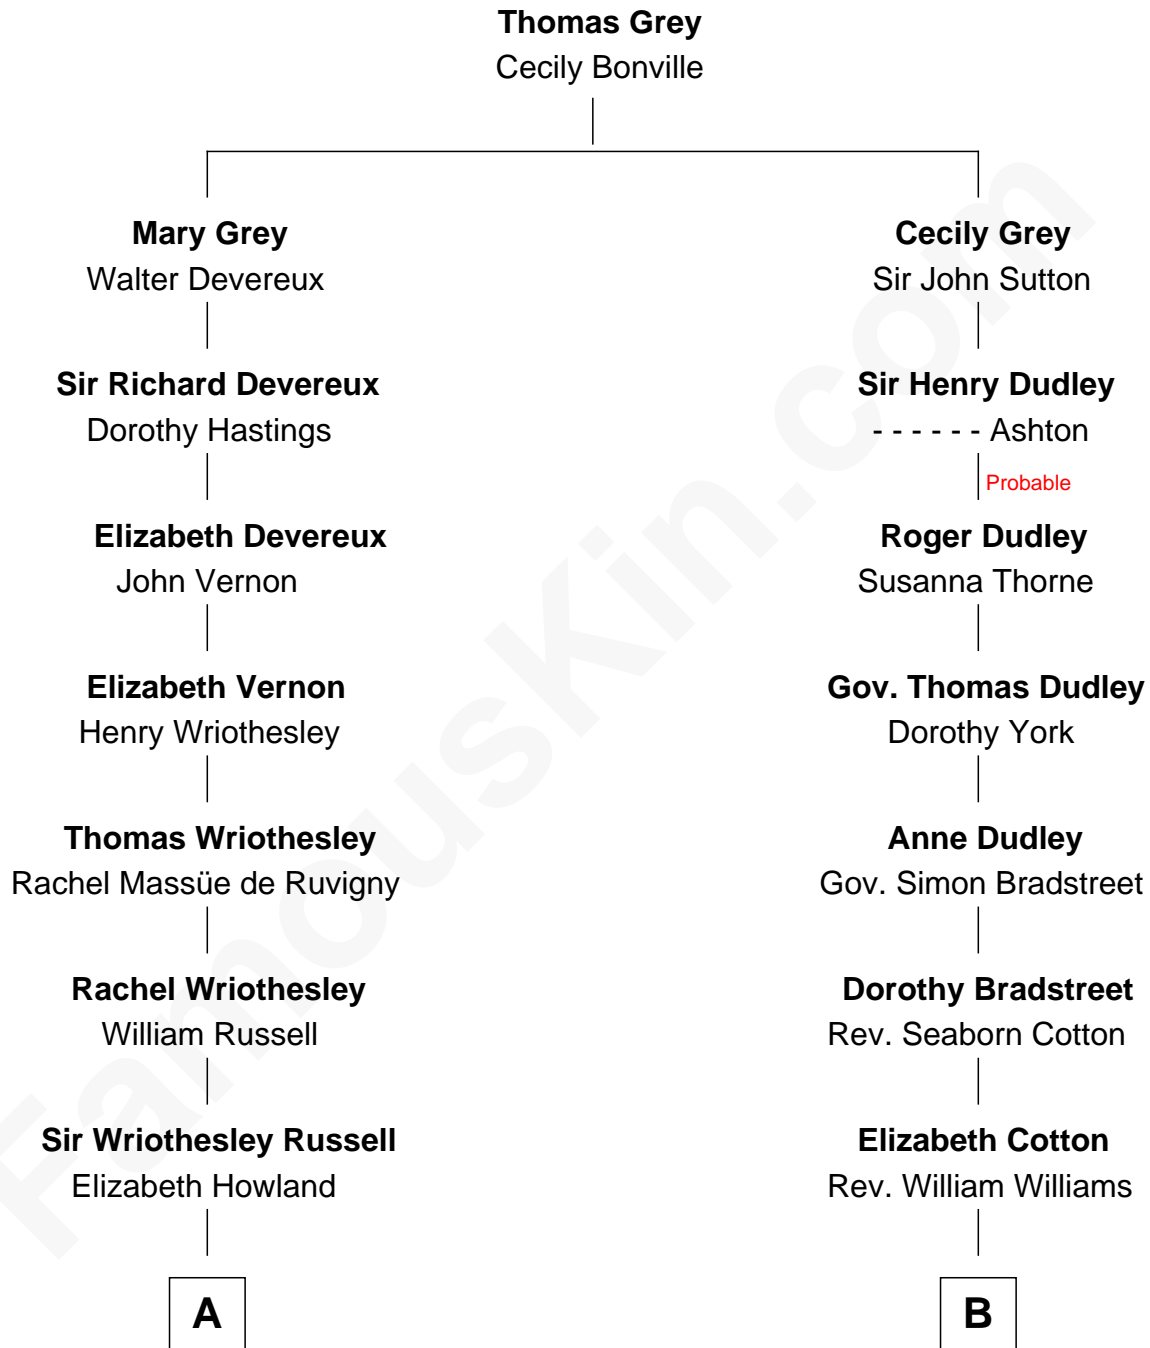 Thomas Grey
Cecily Bonville
Mary Grey
Walter Devereux
Cecily Grey
Sir John Sutton
Sir Richard Devereux
Dorothy Hastings
Sir Henry Dudley
- - - - - - Ashton
Probable
Elizabeth Devereux
John Vernon
Roger Dudley
Susanna Thorne
Elizabeth Vernon
Henry Wriothesley
Gov. Thomas Dudley
Dorothy York
Thomas Wriothesley
Rachel Massüe de Ruvigny
Anne Dudley
Gov. Simon Bradstreet
Rachel Wriothesley
William Russell
Dorothy Bradstreet
Rev. Seaborn Cotton
Sir Wriothesley Russell
Elizabeth Howland
Elizabeth Cotton
Rev. William Williams
A
B
FamousKin.com